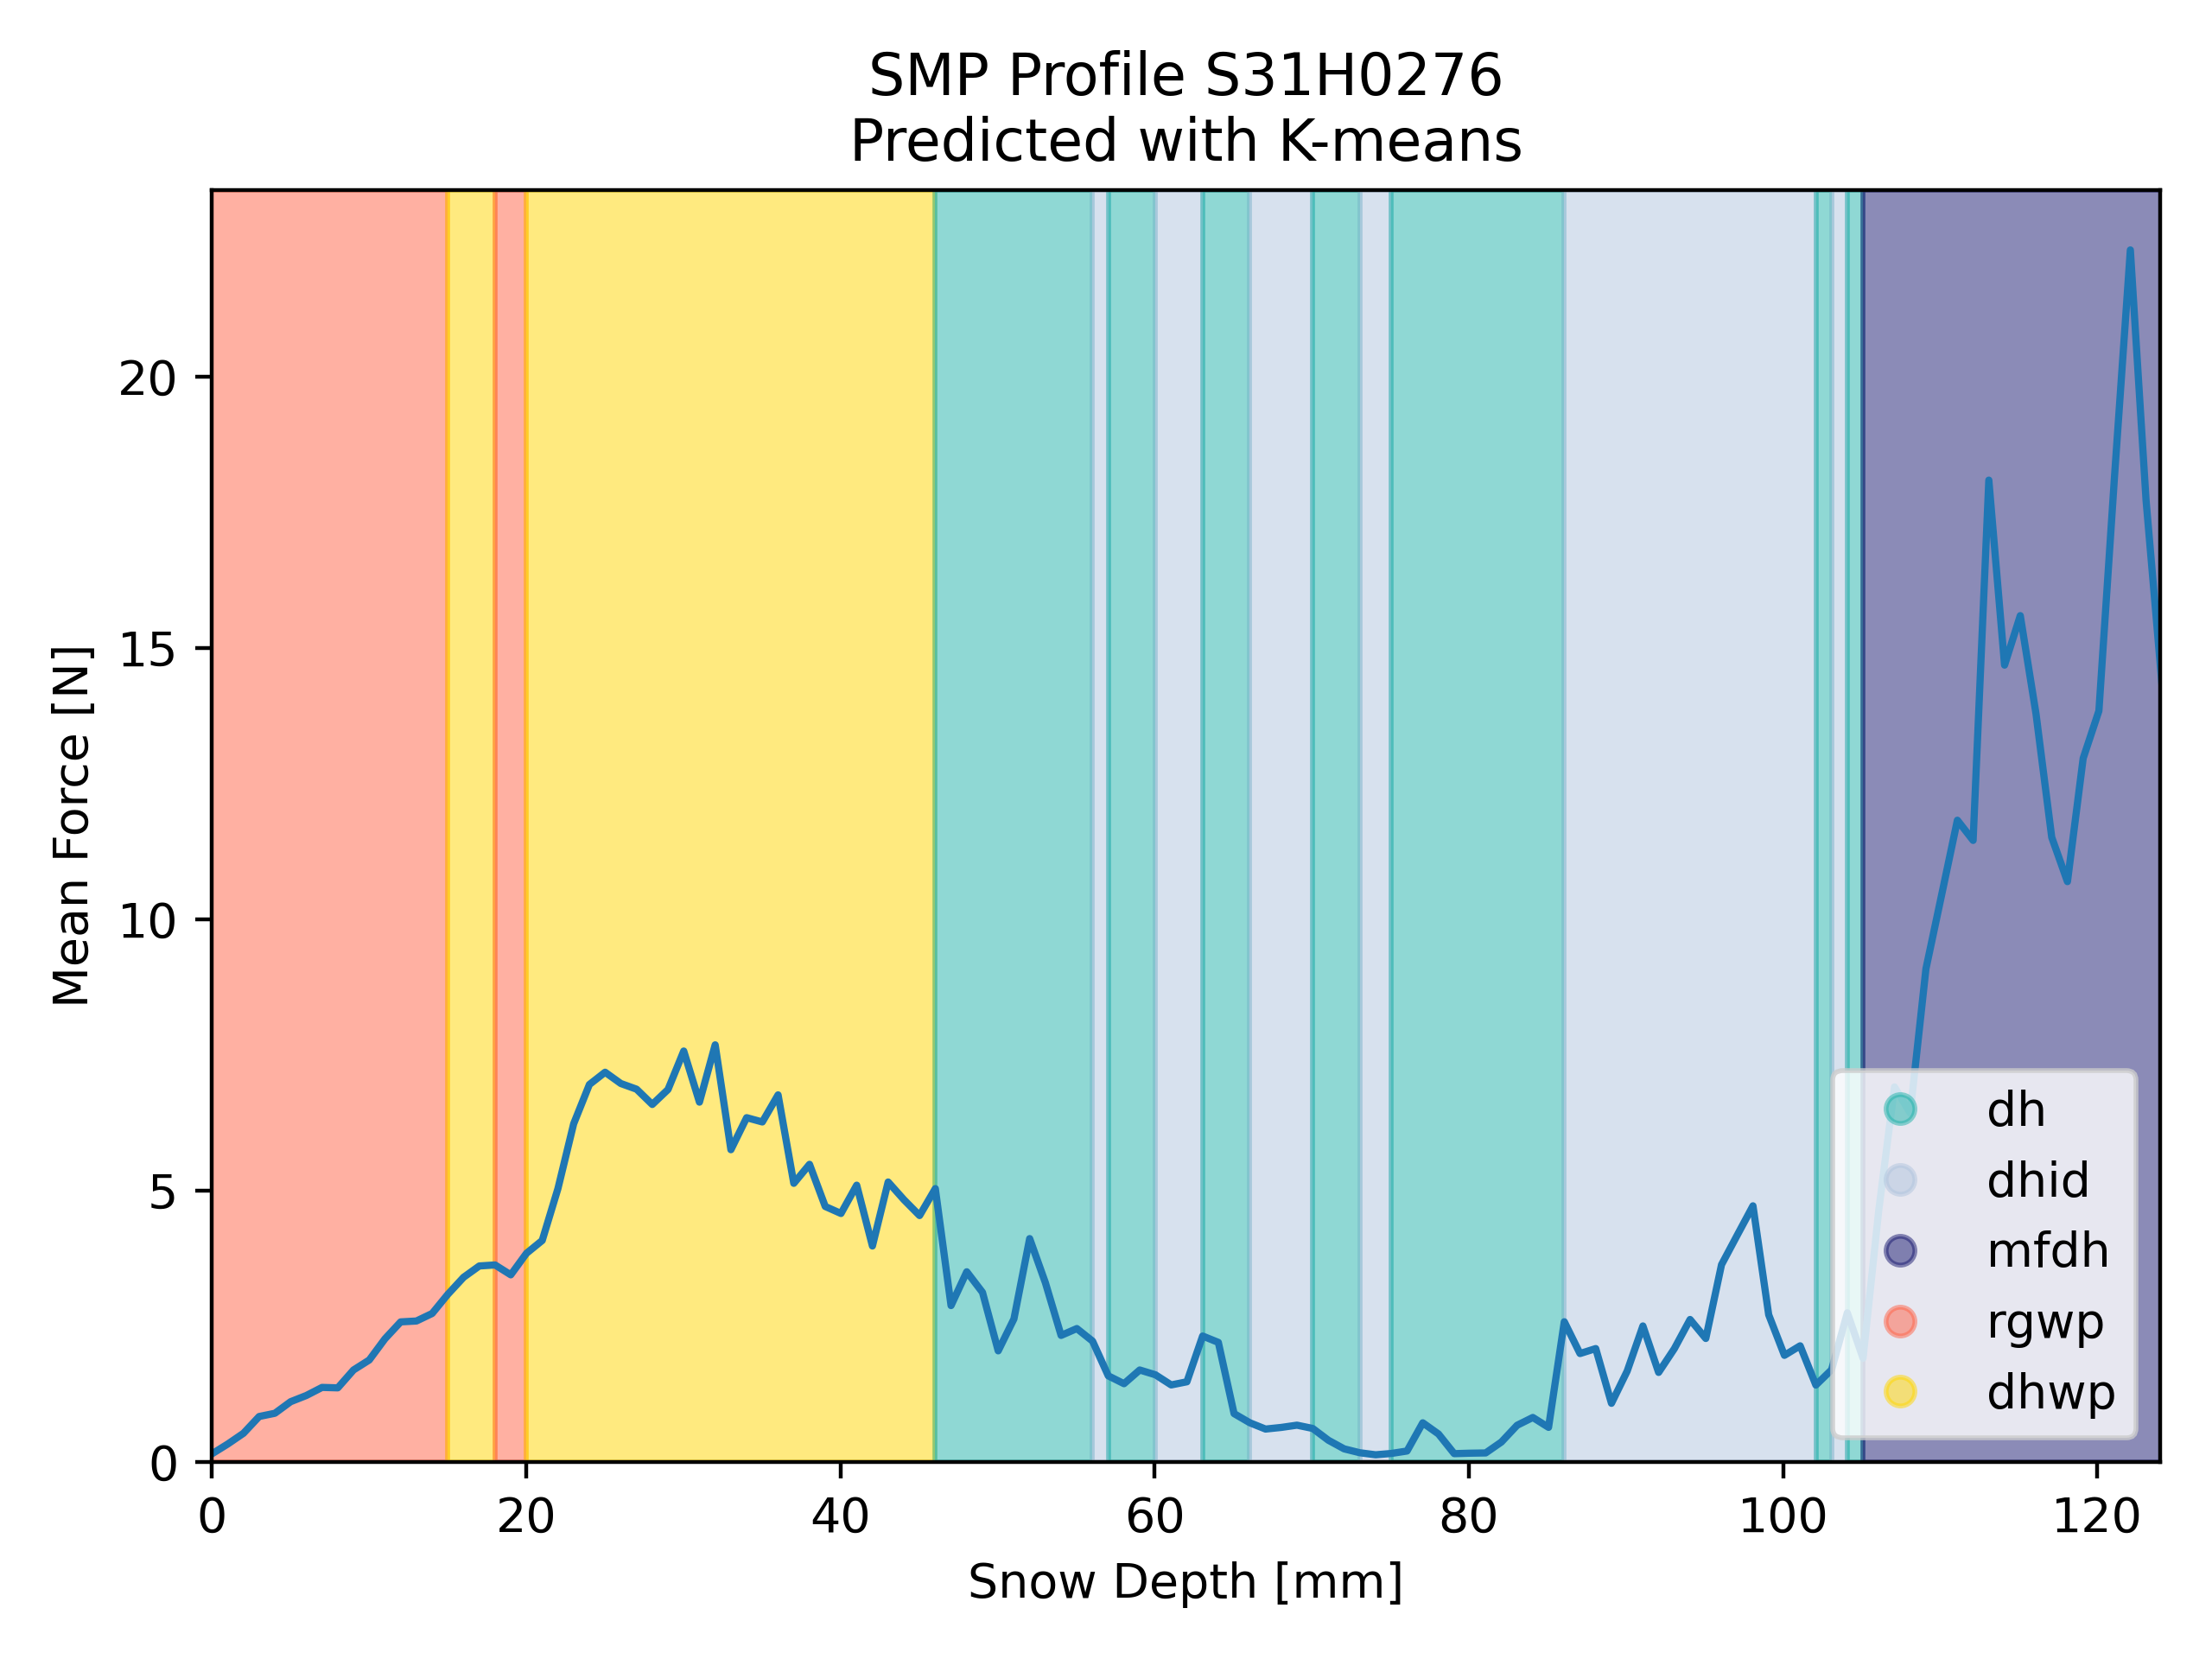 SMP Profile S31H0276
Predicted with K-means
Mean Force [N]
20
15
10
5
0
dh
dhid
mfdh
rgwp
dhwp
0 20 40 60 80 100 120
Snow Depth [mm]